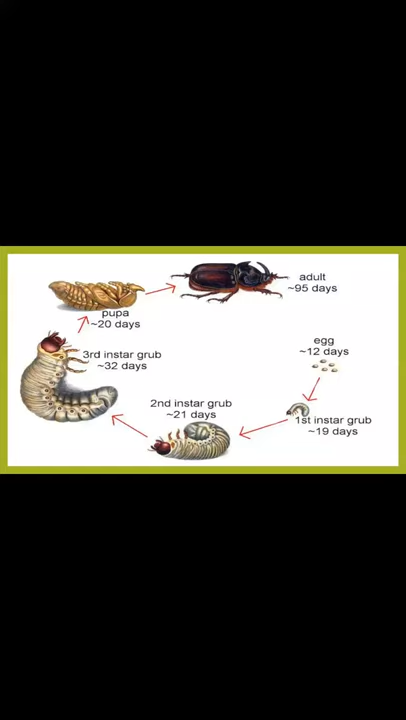 adult
~95 days
pupa
~20 days
egg
~12 days
3rd instar grub
~32 days
2nd instar grub
~21 days
1st instar grub
~19 days